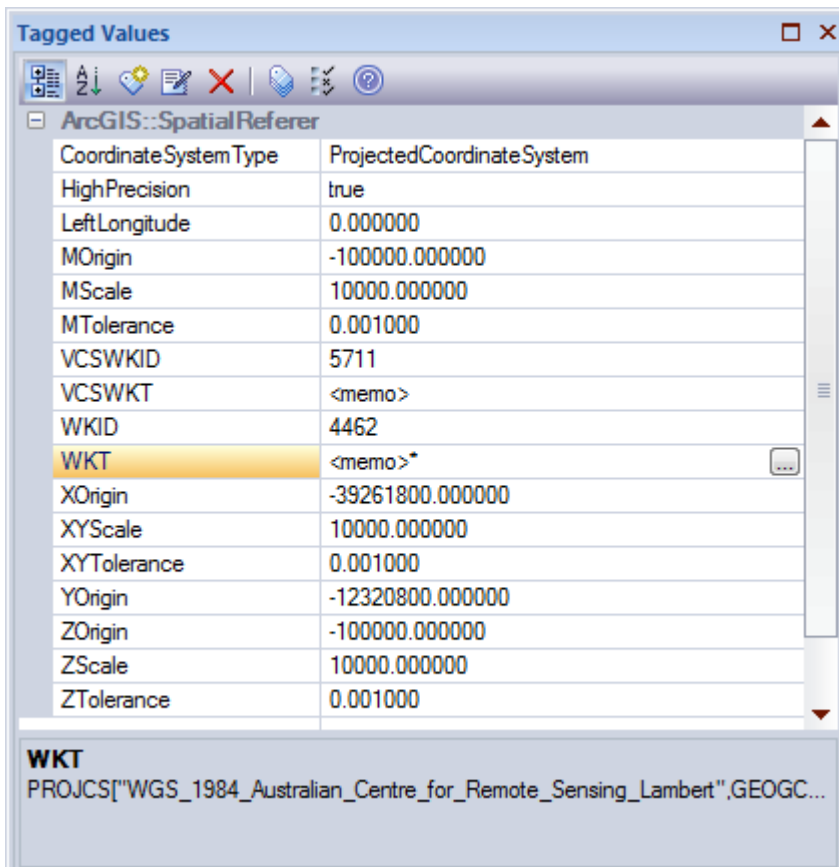 Tagged Values
ArcGIS::SpatialReferer
CoordinateSystemType ProjectedCoordinateSystem
HighPrecision true
LeftLongitude 0.000000
MOrigin -100000.000000
MScale 10000.000000
MTolerance 0.001000
VCSWKID 5711
VCSWKT <memo>
WKID 4462
WKT <memo>* ...
XOrigin -39261800.000000
XYScale 10000.000000
XYTolerance 0.001000
YOrigin -12320800.000000
ZOrigin -100000.000000
ZScale 10000.000000
ZTolerance 0.001000
WKT
PROJCS["WGS_1984_Australian_Centre_for_Remote_Sensing_Lambert",GEOGC...